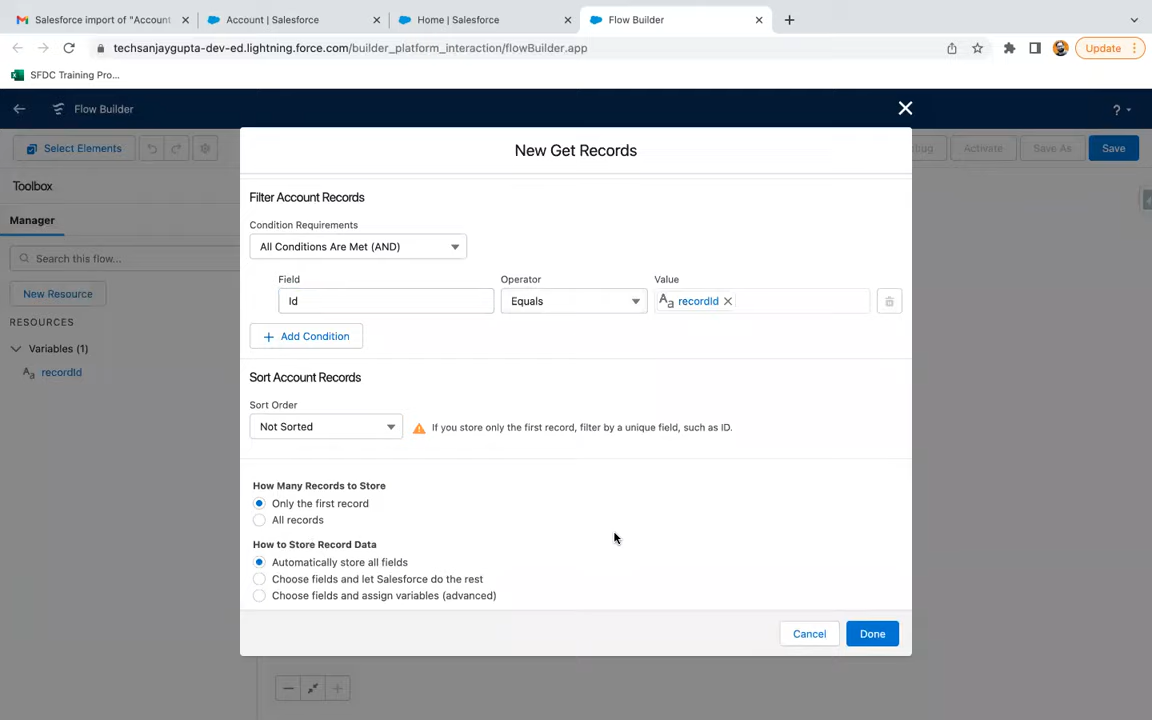 Salesforce import of "Account
Account | Salesforce
Home | Salesforce
Flow Builder
techsanjaygupta-dev-ed.lightning.force.com/builder_platform_interaction/flowBuilder.app
Update
SFDC Training Pro...
Flow Builder
?
New Get Records
Select Elements
bug
Activate
Save As
Save
Toolbox
Manager
Search this flow...
New Resource
RESOURCES
Variables (1)
Aa recordId
Filter Account Records
Condition Requirements
All Conditions Are Met (AND)
Field Operator Value
Id Equals Aa recordId
Add Condition
Sort Account Records
Sort Order
Not Sorted
If you store only the first record, filter by a unique field, such as ID.
How Many Records to Store
Only the first record
All records
How to Store Record Data
Automatically store all fields
Choose fields and let Salesforce do the rest
Choose fields and assign variables (advanced)
Cancel Done